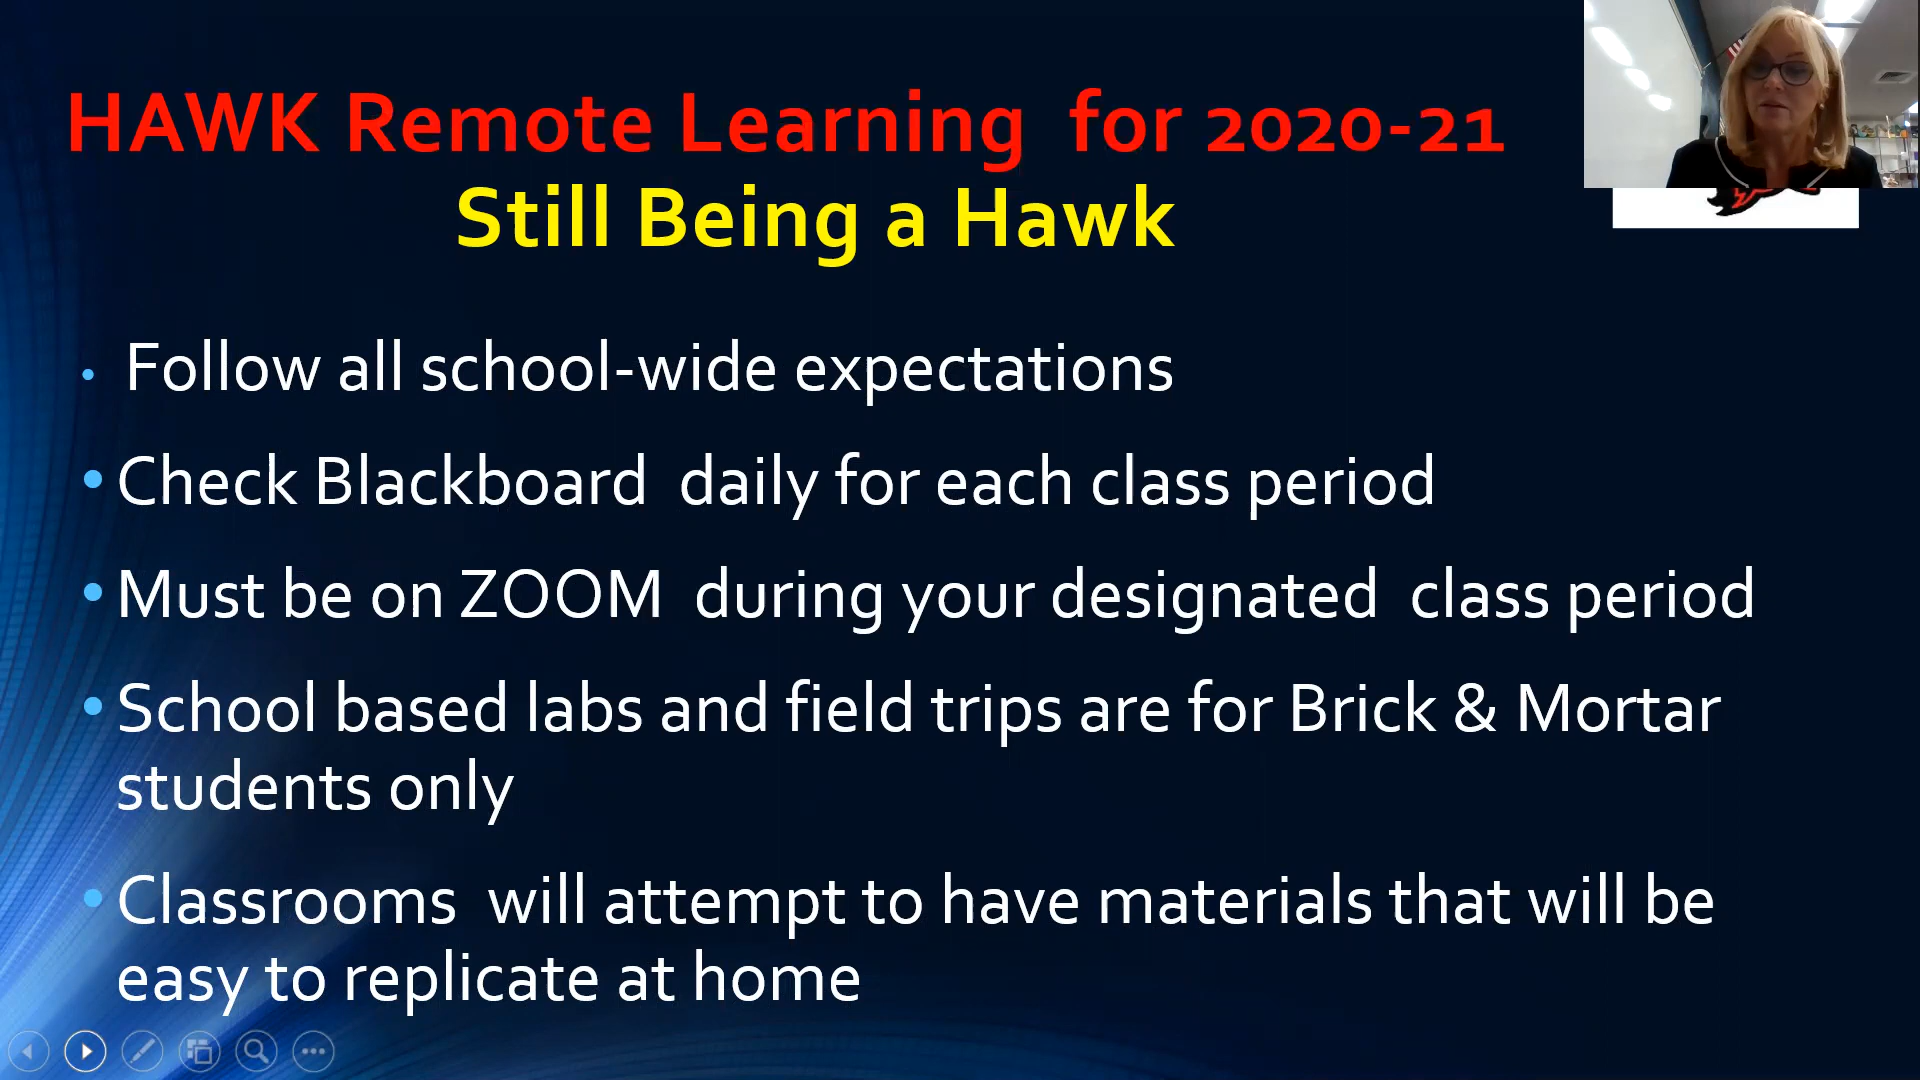 HAWK Remote Learning for 2020-21
Still Being a Hawk
• Follow all school-wide expectations
• Check Blackboard daily for each class period
• Must be on ZOOM during your designated class period
• School based labs and field trips are for Brick & Mortar
students only
• Classrooms will attempt to have materials that will be
easy to replicate at home